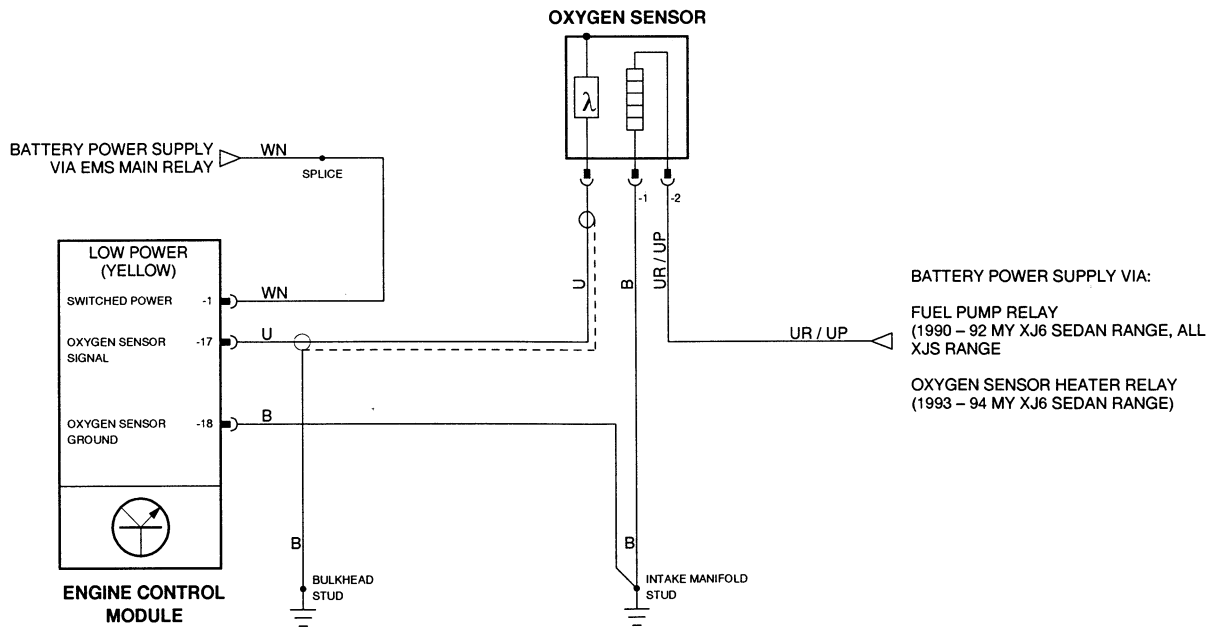 OXYGEN SENSOR
λ
BATTERY POWER SUPPLY
VIA EMS MAIN RELAY
WN
SPLICE
-1
-2
LOW POWER
(YELLOW)
SWITCHED POWER
-1
WN
OXYGEN SENSOR
SIGNAL
-17
U
OXYGEN SENSOR
GROUND
-18
B
U
B
UR / UP
UR / UP
BATTERY POWER SUPPLY VIA:
FUEL PUMP RELAY
(1990 – 92 MY XJ6 SEDAN RANGE, ALL
XJS RANGE
OXYGEN SENSOR HEATER RELAY
(1993 – 94 MY XJ6 SEDAN RANGE)
B
B
BULKHEAD
STUD
INTAKE MANIFOLD
STUD
ENGINE CONTROL
MODULE